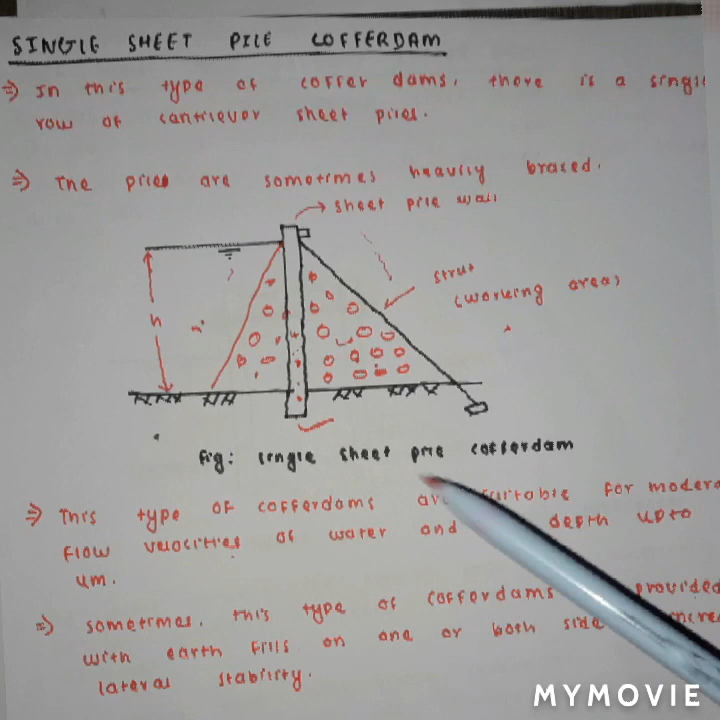 SINGLE SHEET PILE COFFERDAM
⇒ In this type of coffer dams, there is a single
row of cantilever sheet piles.
⇒ The piles are sometimes heavily braced.
→ sheet pile wall
strut
(working area)
h
Fig: single sheet pile cofferdam
⇒ This type of cofferdams are suitable for modera
flow velocities of water and depth upto
4m.
⇒ sometimes, this type of cofferdams provided
with earth fills on one or both side increa
lateral stability.
MYMOVIE